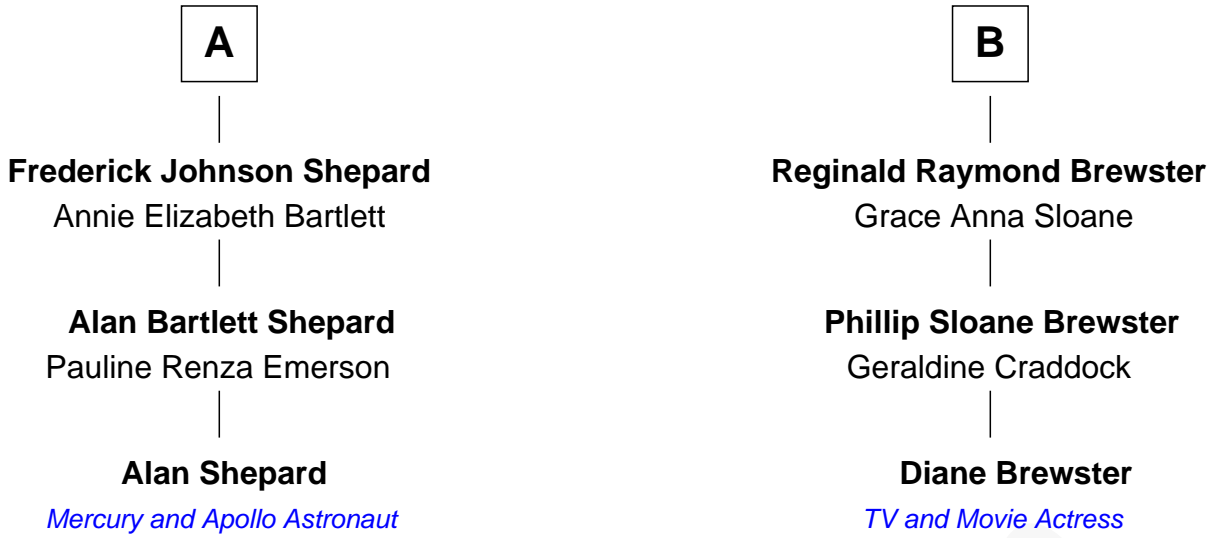 A
Frederick Johnson Shepard
Annie Elizabeth Bartlett
Alan Bartlett Shepard
Pauline Renza Emerson
Alan Shepard
Mercury and Apollo Astronaut
B
Reginald Raymond Brewster
Grace Anna Sloane
Phillip Sloane Brewster
Geraldine Craddock
Diane Brewster
TV and Movie Actress